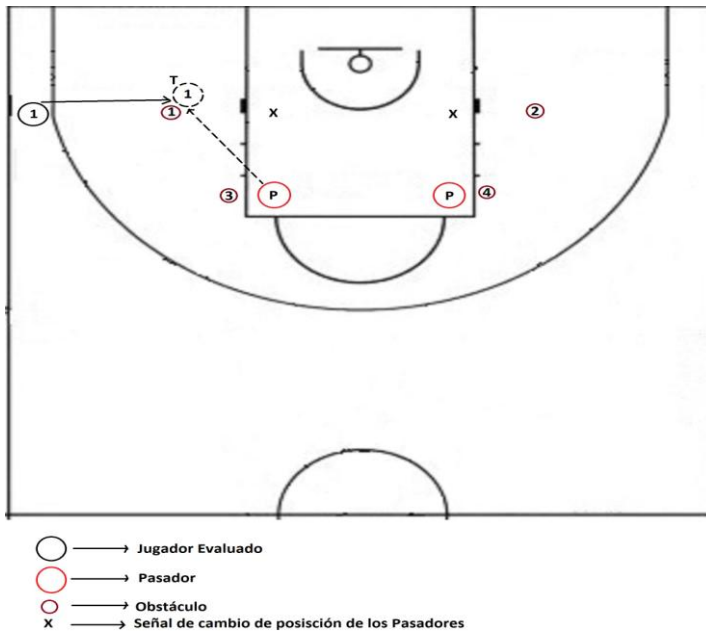 T
1
1
1
X
X
2
3
P
P
4
Jugador Evaluado
Pasador
Obstáculo
X Señal de cambio de posisción de los Pasadores